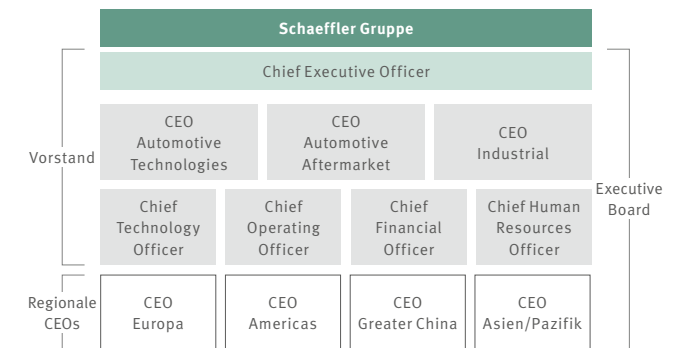 Schaeffler Gruppe
Chief Executive Officer
CEO
Automotive
Technologies
CEO
Automotive
Aftermarket
CEO
Industrial
Vorstand
Chief
Technology
Officer
Chief
Operating
Officer
Chief
Financial
Officer
Chief Human
Resources
Officer
Executive
Board
Regionale
CEOs
CEO
Europa
CEO
Americas
CEO
Greater China
CEO
Asien/Pazifik